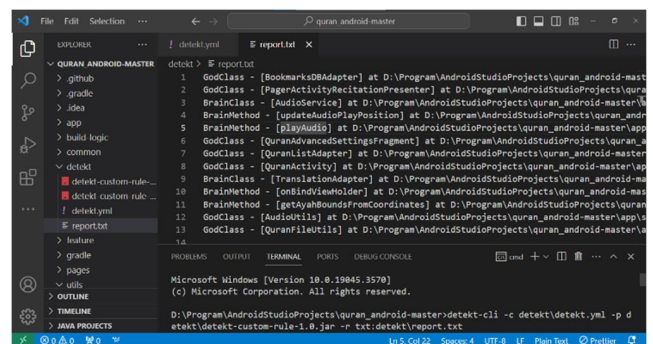 File Edit Selection ... quran_android-master
EXPLORER ... detekt.yml report.txt
QURAN_ANDROID-MASTER detekt > report.txt
.github
.gradle
.idea
app
build-logic
common
detekt
detekt-custom-rule-...
detekt-custom-rule-...
detekt.yml
report.txt
feature
gradle
pages
utils
OUTLINE
TIMELINE
JAVA PROJECTS
1 GodClass - [BookmarksDBAdapter] at D:\Program\AndroidStudioProjects\quran_android-mast
2 GodClass - [PagerActivityRecitationPresenter] at D:\Program\AndroidStudioProjects\qura
3 BrainClass - [AudioService] at D:\Program\AndroidStudioProjects\quran_android-master\
4 BrainMethod - [updateAudioPlayPosition] at D:\Program\AndroidStudioProjects\quran_andr
5 BrainMethod - [playAudio] at D:\Program\AndroidStudioProjects\quran_android-master\app
6 GodClass - [QuranAdvancedSettingsFragment] at D:\Program\AndroidStudioProjects\quran_a
7 GodClass - [QuranListAdapter] at D:\Program\AndroidStudioProjects\quran_android-master
8 GodClass - [QuranActivity] at D:\Program\AndroidStudioProjects\quran_android-master\ap
9 BrainClass - [TranslationAdapter] at D:\Program\AndroidStudioProjects\quran_android-ma
10 BrainMethod - [onBindViewHolder] at D:\Program\AndroidStudioProjects\quran_android-mas
11 BrainMethod - [getAyahBoundsFromCoordinates] at D:\Program\AndroidStudioProjects\quran
12 GodClass - [AudioUtils] at D:\Program\AndroidStudioProjects\quran_android-master\app\s
13 GodClass - [QuranFileUtils] at D:\Program\AndroidStudioProjects\quran_android-master\a
14
PROBLEMS OUTPUT TERMINAL PORTS DEBUG CONSOLE cmd
Microsoft Windows [Version 10.0.19045.3570]
(c) Microsoft Corporation. All rights reserved.
D:\Program\AndroidStudioProjects\quran_android-master>detekt-cli -c detekt\detekt.yml -p d
etekt\detekt-custom-rule-1.0.jar -r txt:detekt\report.txt
0 0 0 Ln 5, Col 22 Spaces: 4 UTF-8 LF Plain Text Prettier